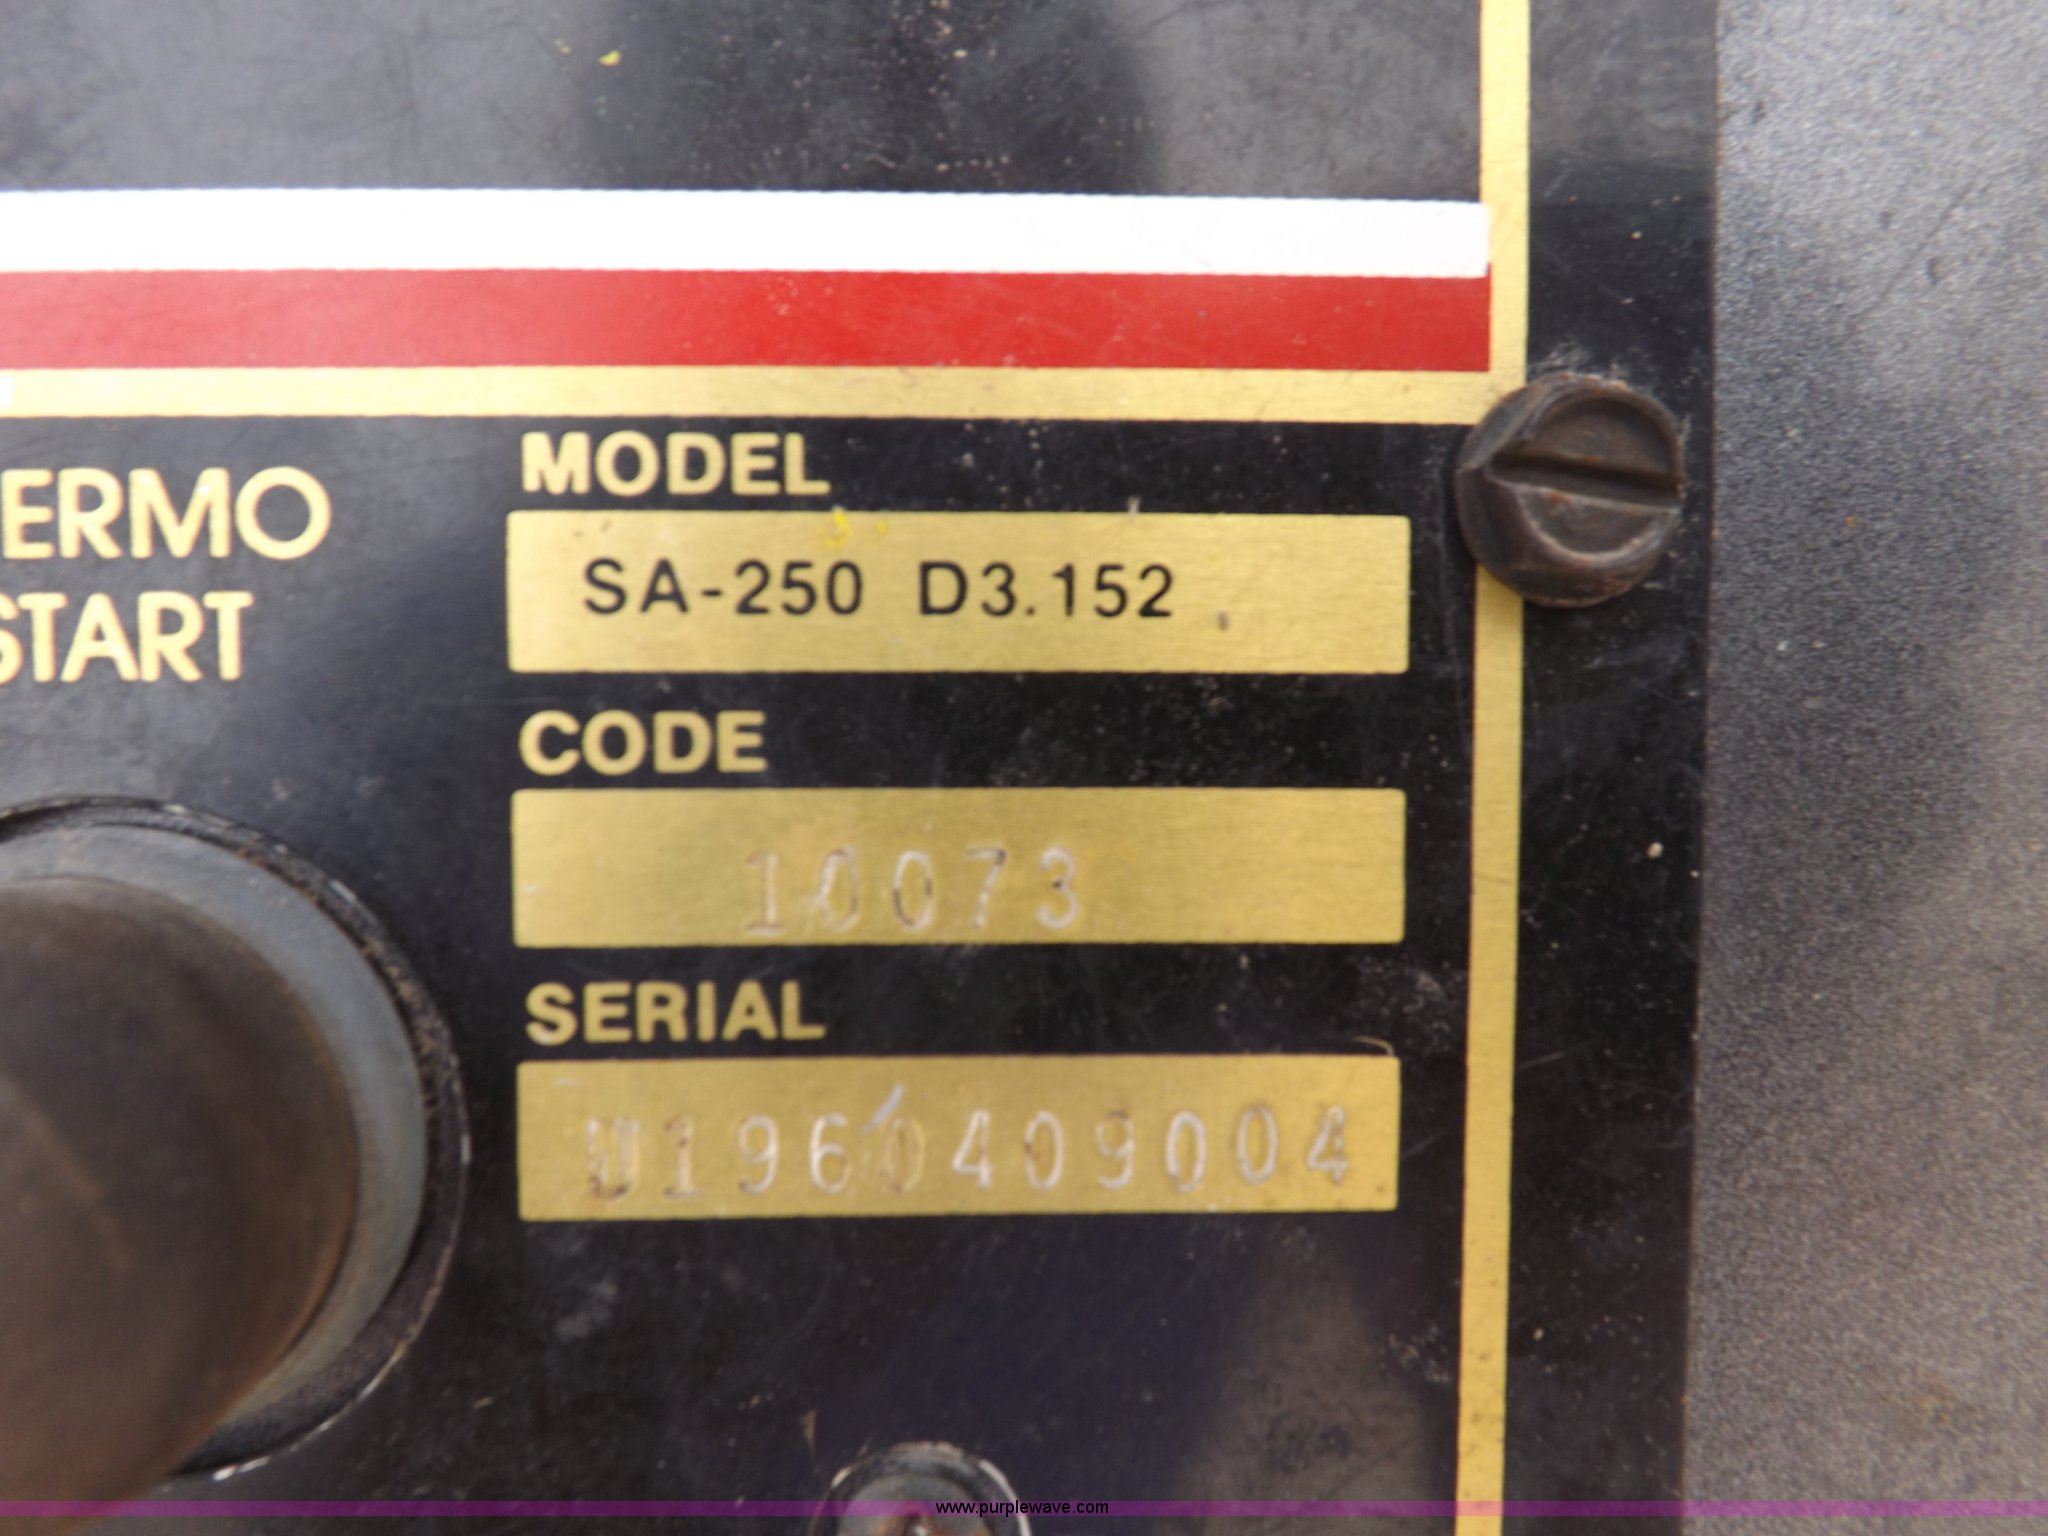 ERMO
START
MODEL
SA-250 D3.152
CODE
10073
SERIAL
U1960409004
www.purplewave.com